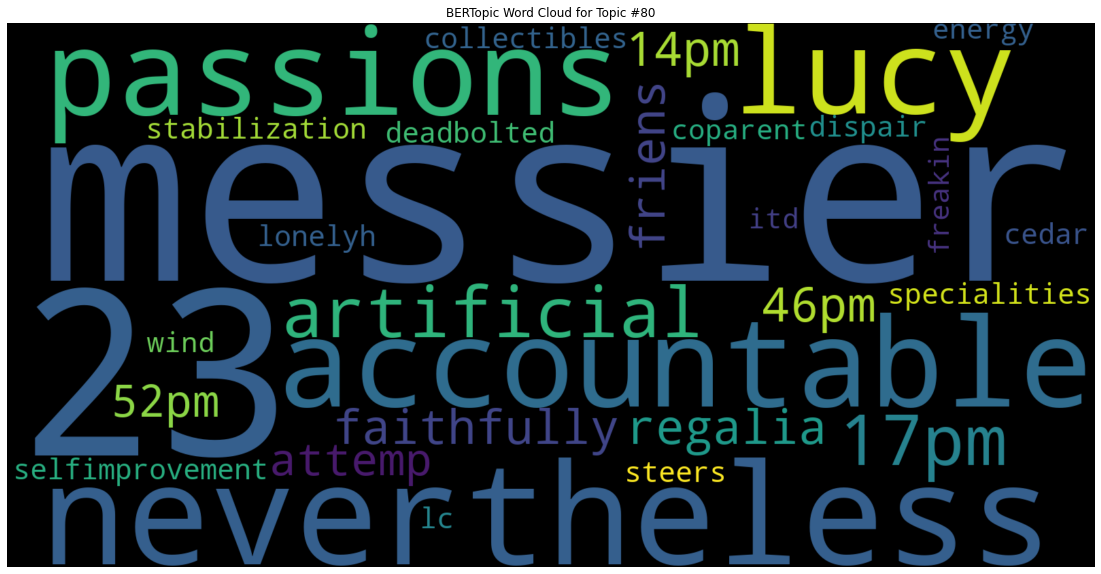 BERTopic Word Cloud for Topic #80
passions
collectibles
14pm
lucy
energy
stabilization
deadbolted
friens
coparent
dispair
messier
freakin
lonelyh
itd
cedar
23
artificial
46pm
specialities
wind
accountable
52pm
faithfully
regalia
17pm
selfimprovement
attemp
steers
nevertheless
lc